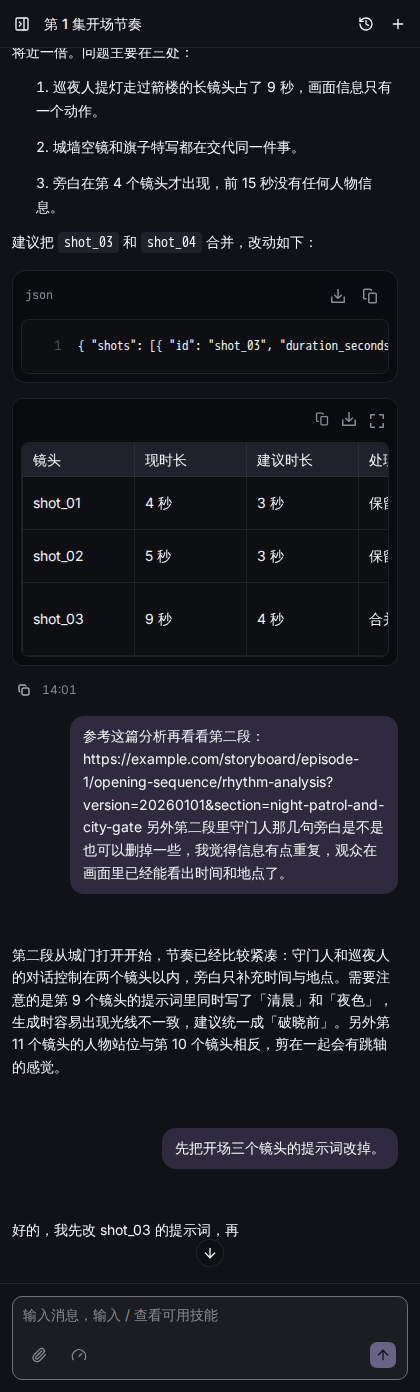 第 1 集开场节奏
将近一倍。问题主要在三处：
1. 巡夜人提灯走过箭楼的长镜头占了 9 秒，画面信息只有
一个动作。
2. 城墙空镜和旗子特写都在交代同一件事。
3. 旁白在第 4 个镜头才出现，前 15 秒没有任何人物信
息。
建议把 shot_03 和 shot_04 合并，改动如下：
json
1 { "shots": [{ "id": "shot_03", "duration_seconds
镜头 现时长 建议时长
shot_01 4 秒 3 秒 保
shot_02 5 秒 3 秒 保
shot_03 9 秒 4 秒 合
14:01
参考这篇分析再看看第二段：
https://example.com/storyboard/episode-
1/opening-sequence/rhythm-analysis?
version=20260101&section=night-patrol-and-
city-gate 另外第二段里守门人那几句旁白是不是
也可以删掉一些，我觉得信息有点重复，观众在
画面里已经能看出时间和地点了。
第二段从城门打开开始，节奏已经比较紧凑：守门人和巡夜人
的对话控制在两个镜头以内，旁白只补充时间与地点。需要注
意的是第 9 个镜头的提示词里同时写了「清晨」和「夜色」，
生成时容易出现光线不一致，建议统一成「破晓前」。另外第
11 个镜头的人物站位与第 10 个镜头相反，剪在一起会有跳轴
的感觉。
先把开场三个镜头的提示词改掉。
好的，我先改 shot_03 的提示词，再
输入消息，输入 / 查看可用技能